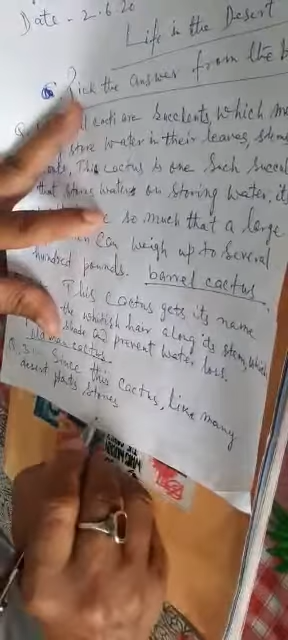 Date - 2.6.20
Life in the Desert
Pick the answer from the b
cacti are succulents, which m
store water in their leaves, stems
This cactus is one such succul
that stores water. on storing water, its
so much that a large
can weigh up to several
hundred pounds. barrel cactus.
This cactus gets its name
the whitish hair along its stem, which
shade and prevent water loss.
old man cactus
Q.3. Since this cactus, like many
desert plants, stores